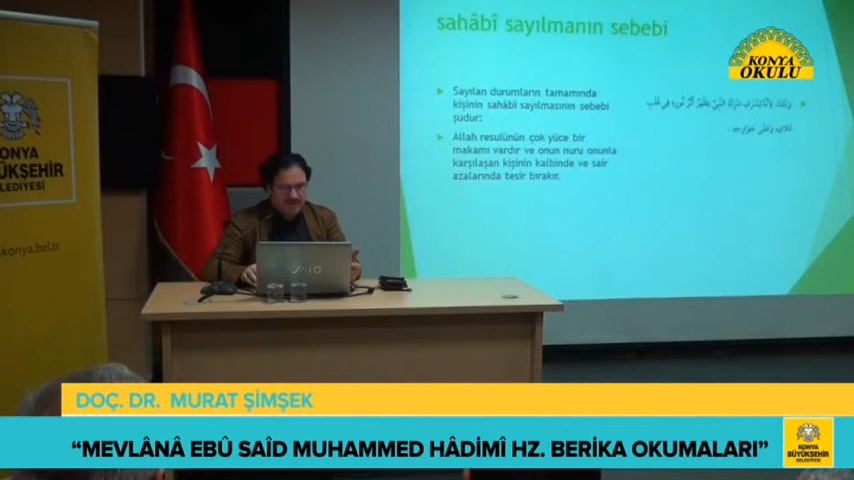 sahâbî sayılmanın sebebi
KONYA
OKULU
Sayılan durumların tamamında
kişinin sahâbî sayılmasının sebebi
şudur:
Allah resulünün çok yüce bir
makamı vardır ve onun nuru onunla
karşılaşan kişinin kalbinde ve sair
azalarında tesir bırakır.
KONYA
BÜYÜKŞEHİR
BELEDİYESİ
konya.bel.tr
VAIO
DOÇ. DR. MURAT ŞİMŞEK
“MEVLÂNÂ EBÛ SAÎD MUHAMMED HÂDİMÎ HZ. BERİKA OKUMALARI”
KONYA
BÜYÜKŞEHİR
BELEDİYESİ